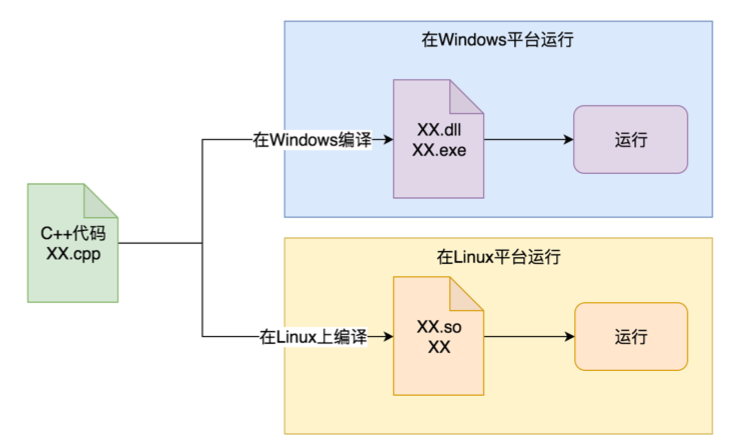 在Windows平台运行
XX.dll
XX.exe
在Windows编译
运行
C++代码
XX.cpp
在Linux平台运行
XX.so
XX
在Linux上编译
运行